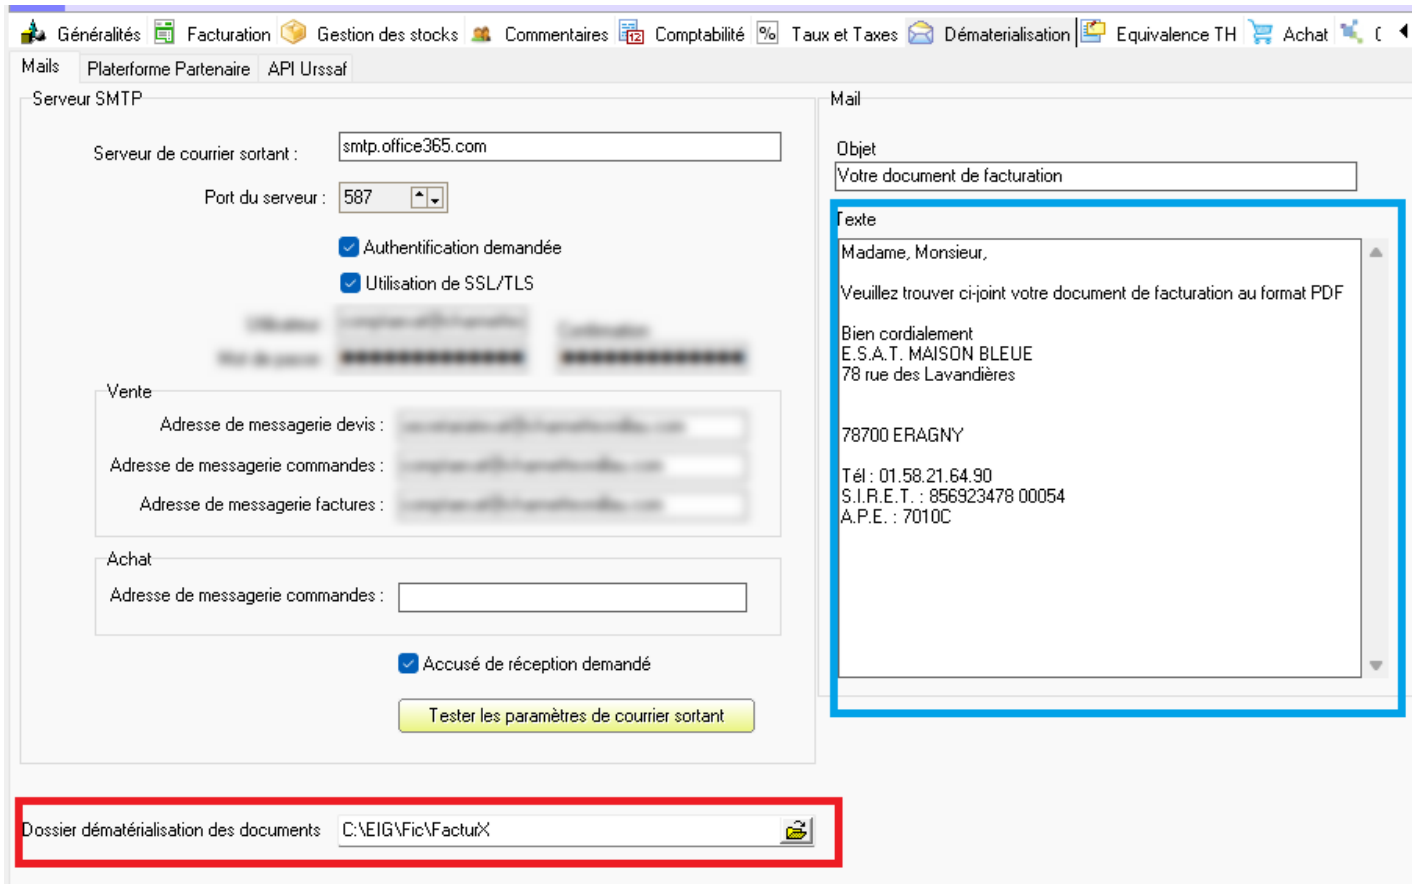 Généralités Facturation Gestion des stocks Commentaires Comptabilité Taux et Taxes Dématerialisation Equivalence TH Achat
Mails Platerforme Partenaire API Urssaf
Serveur SMTP
Serveur de courrier sortant : smtp.office365.com
Port du serveur : 587
Authentification demandée
Utilisation de SSL/TLS
Vente
Adresse de messagerie devis :
Adresse de messagerie commandes :
Adresse de messagerie factures :
Achat
Adresse de messagerie commandes :
Accusé de réception demandé
Tester les paramètres de courrier sortant
Mail
Objet
Votre document de facturation
Texte
Madame, Monsieur,
Veuillez trouver ci-joint votre document de facturation au format PDF
Bien cordialement
E.S.A.T. MAISON BLEUE
78 rue des Lavandières
78700 ERAGNY
Tél : 01.58.21.64.90
S.I.R.E.T. : 856923478 00054
A.P.E. : 7010C
Dossier dématérialisation des documents C:\EIG\Fic\FacturX